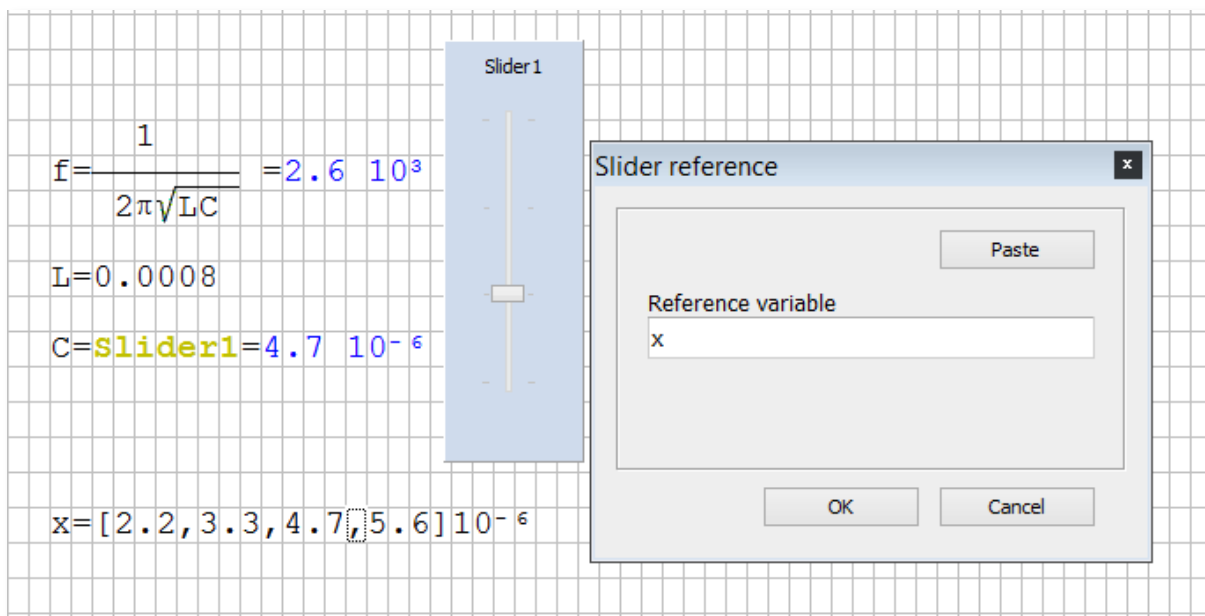 Slider1
f=1/(2π√LC) =2.6 10³
L=0.0008
C=Slider1=4.7 10⁻⁶
x=[2.2,3.3,4.7,5.6]10⁻⁶
Slider reference
x
Paste
Reference variable
x
OK Cancel